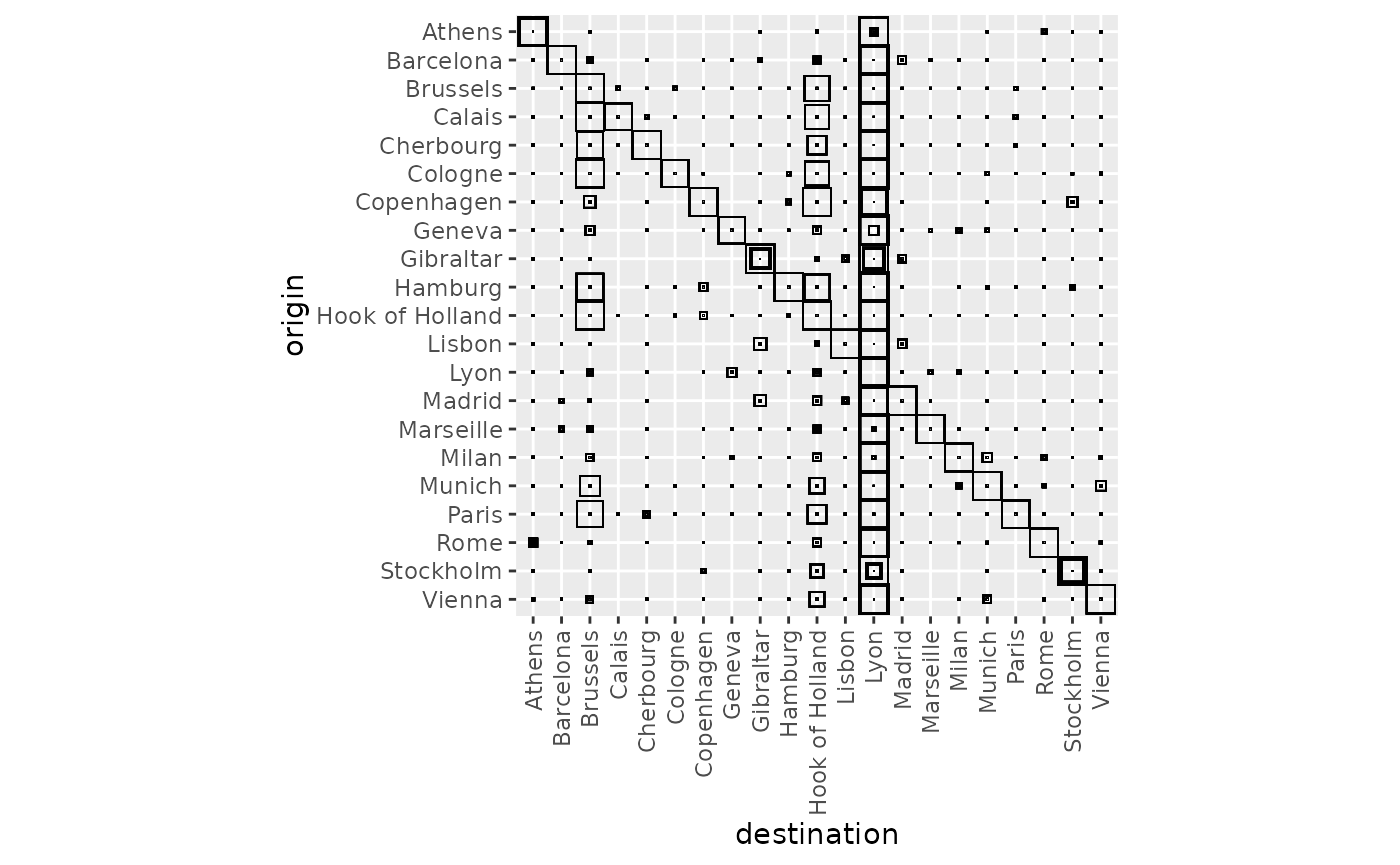 Athens
Barcelona
Brussels
Calais
Cherbourg
Cologne
Copenhagen
Geneva
Gibraltar
Hamburg
Hook of Holland
Lisbon
Lyon
Madrid
Marseille
Milan
Munich
Paris
Rome
Stockholm
Vienna
origin
Athens
Barcelona
Brussels
Calais
Cherbourg
Cologne
Copenhagen
Geneva
Gibraltar
Hamburg
Hook of Holland
Lisbon
Lyon
Madrid
Marseille
Milan
Munich
Paris
Rome
Stockholm
Vienna
destination